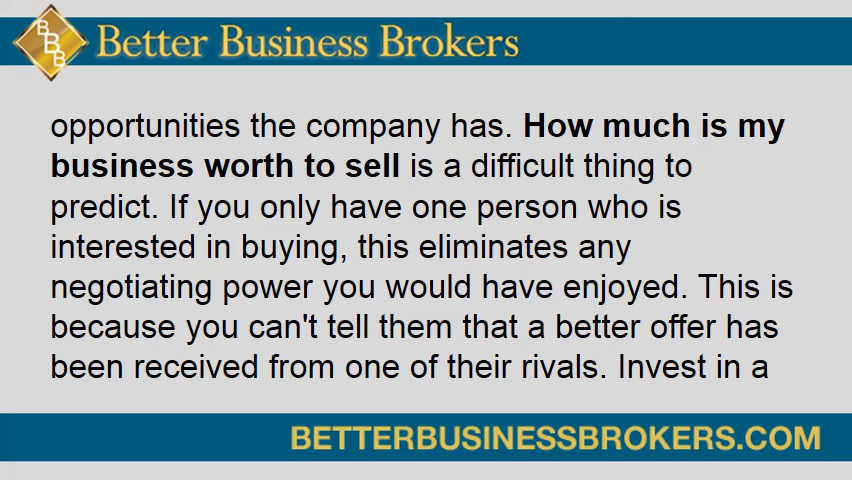 BBB
Better Business Brokers
opportunities the company has. How much is my
business worth to sell is a difficult thing to
predict. If you only have one person who is
interested in buying, this eliminates any
negotiating power you would have enjoyed. This is
because you can't tell them that a better offer has
been received from one of their rivals. Invest in a
BETTERBUSINESSBROKERS.COM